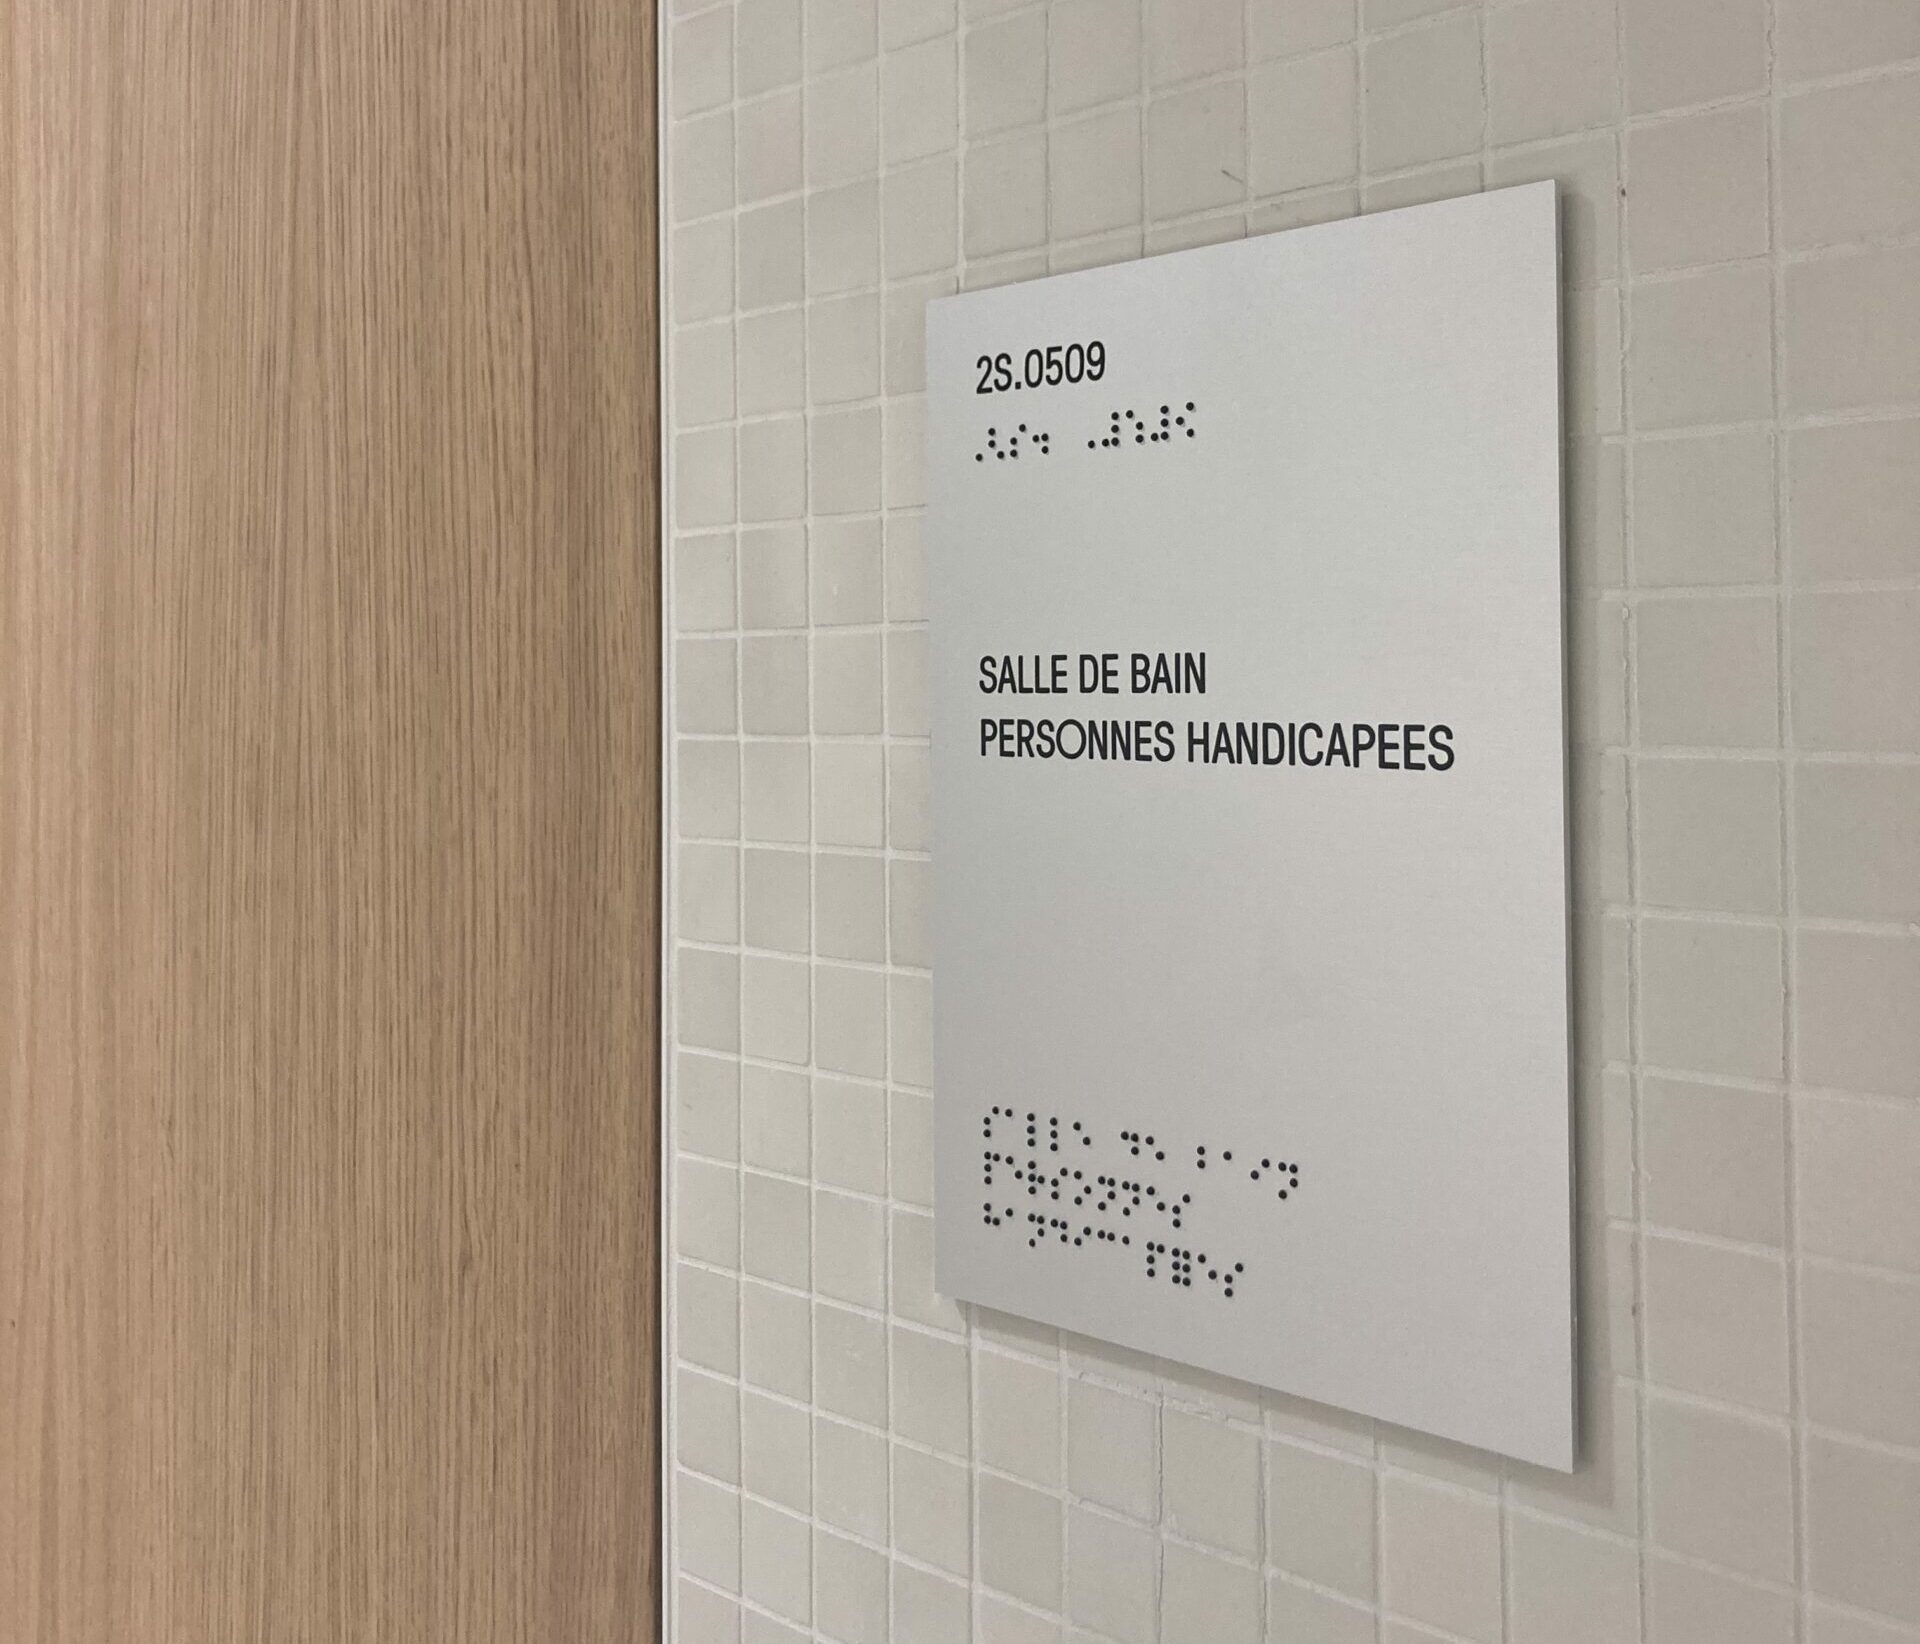 2S.0509
⠠⠣⠎⠲ ⠠⠼⠱⠼⠪
SALLE DE BAIN
PERSONNES HANDICAPEES
⠎⠁⠇⠇⠑ ⠙⠑ ⠃⠁⠊⠝
⠏⠑⠗⠎⠕⠝⠝⠑⠎
⠓⠁⠝⠙⠊⠉⠁⠏⠿⠑⠎